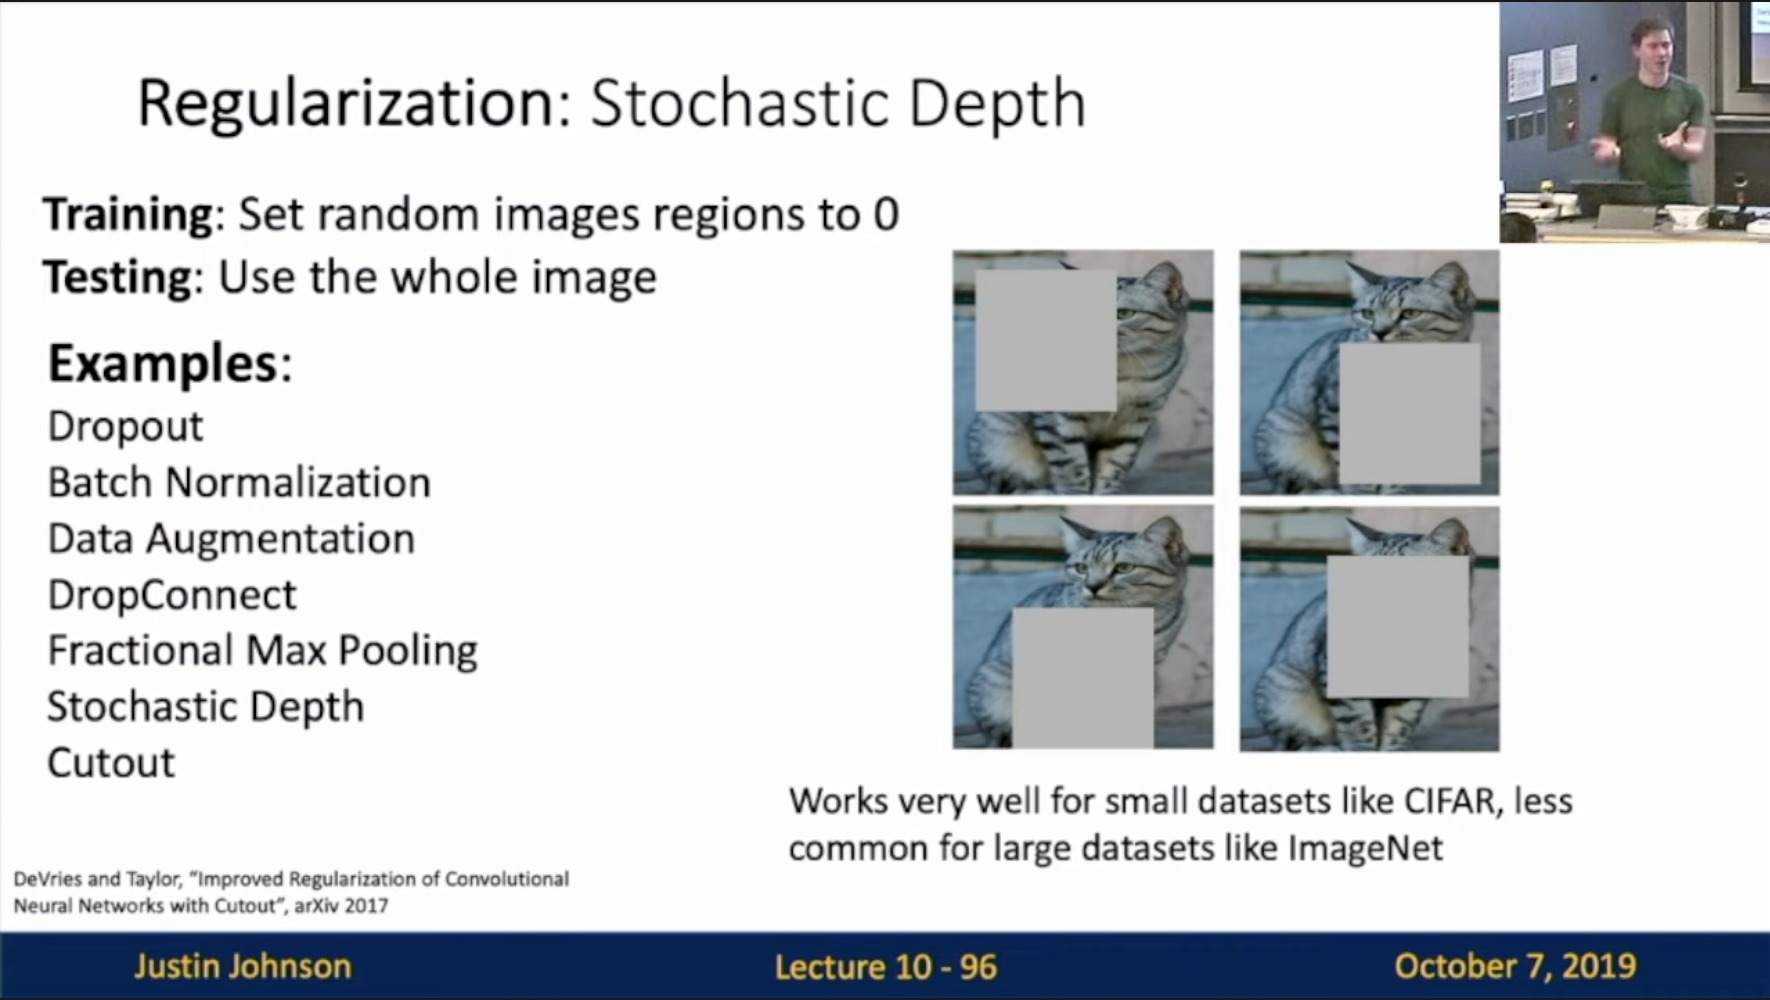 Regularization: Stochastic Depth
Training: Set random images regions to 0
Testing: Use the whole image
Examples:
Dropout
Batch Normalization
Data Augmentation
DropConnect
Fractional Max Pooling
Stochastic Depth
Cutout
Works very well for small datasets like CIFAR, less
common for large datasets like ImageNet
DeVries and Taylor, “Improved Regularization of Convolutional
Neural Networks with Cutout”, arXiv 2017
Justin Johnson
Lecture 10 - 96
October 7, 2019